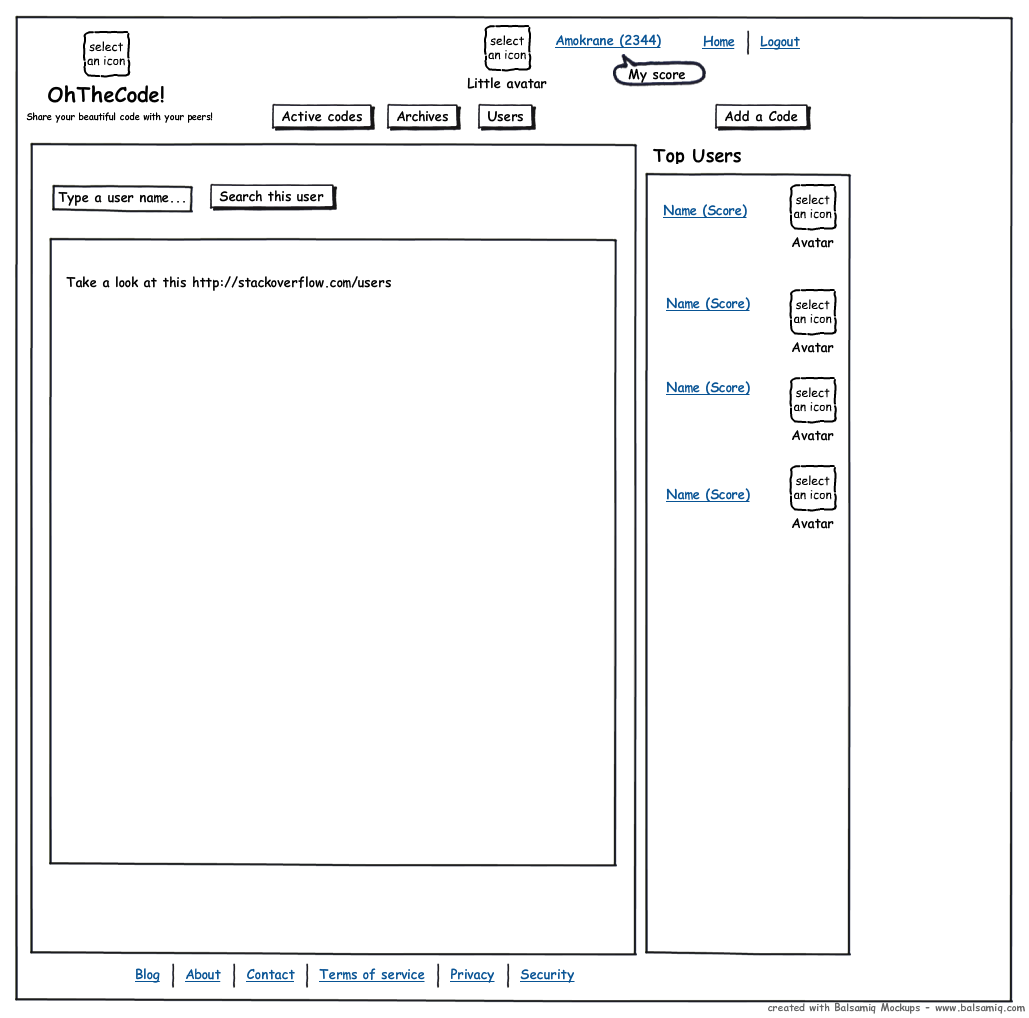 select
an icon
OhTheCode!
Share your beautiful code with your peers!
select
an icon
Little avatar
Amokrane (2344)
My score
Home
Logout
Active codes
Archives
Users
Add a Code
Type a user name...
Search this user
Take a look at this http://stackoverflow.com/users
Top Users
Name (Score)
select
an icon
Avatar
Name (Score)
select
an icon
Avatar
Name (Score)
select
an icon
Avatar
Name (Score)
select
an icon
Avatar
Blog
About
Contact
Terms of service
Privacy
Security
created with Balsamiq Mockups - www.balsamiq.com